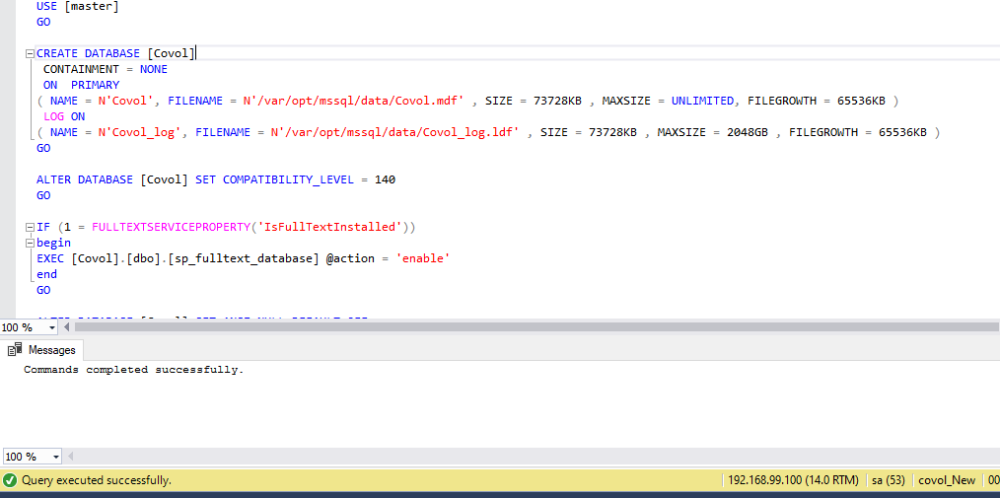 USE [master]
GO
CREATE DATABASE [Covol]
CONTAINMENT = NONE
ON  PRIMARY
( NAME = N'Covol', FILENAME = N'/var/opt/mssql/data/Covol.mdf' , SIZE = 73728KB , MAXSIZE = UNLIMITED, FILEGROWTH = 65536KB )
LOG ON
( NAME = N'Covol_log', FILENAME = N'/var/opt/mssql/data/Covol_log.ldf' , SIZE = 73728KB , MAXSIZE = 2048GB , FILEGROWTH = 65536KB )
GO
ALTER DATABASE [Covol] SET COMPATIBILITY_LEVEL = 140
GO
IF (1 = FULLTEXTSERVICEPROPERTY('IsFullTextInstalled'))
begin
EXEC [Covol].[dbo].[sp_fulltext_database] @action = 'enable'
end
GO
100 %
Messages
Commands completed successfully.
100 %
Query executed successfully. 192.168.99.100 (14.0 RTM) sa (53) covol_New 00